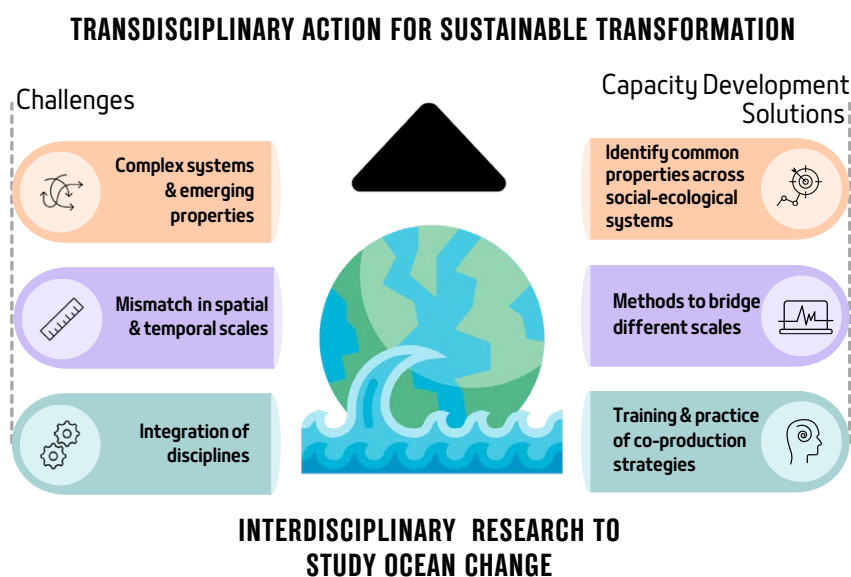 TRANSDISCIPLINARY ACTION FOR SUSTAINABLE TRANSFORMATION
Challenges
Complex systems
& emerging
properties
Mismatch in spatial
& temporal scales
Integration of
disciplines
Capacity Development
Solutions
Identify common
properties across
social-ecological
systems
Methods to bridge
different scales
Training & practice
of co-production
strategies
INTERDISCIPLINARY RESEARCH TO
STUDY OCEAN CHANGE